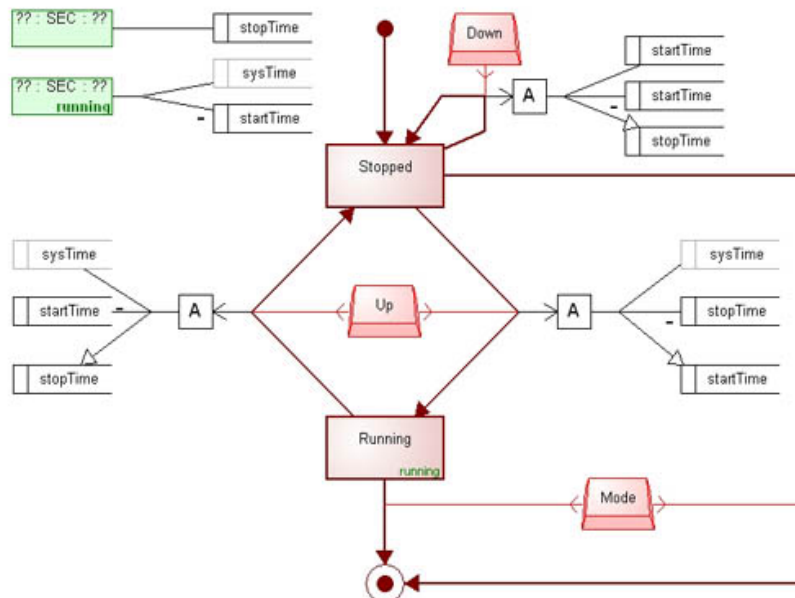 ?? : SEC : ??
stopTime
Down
startTime
sysTime
?? : SEC : ??
running
A
startTime
-
startTime
-
stopTime
Stopped
sysTime
sysTime
Up
startTime
-
A
A
stopTime
-
stopTime
startTime
Running
running
Mode